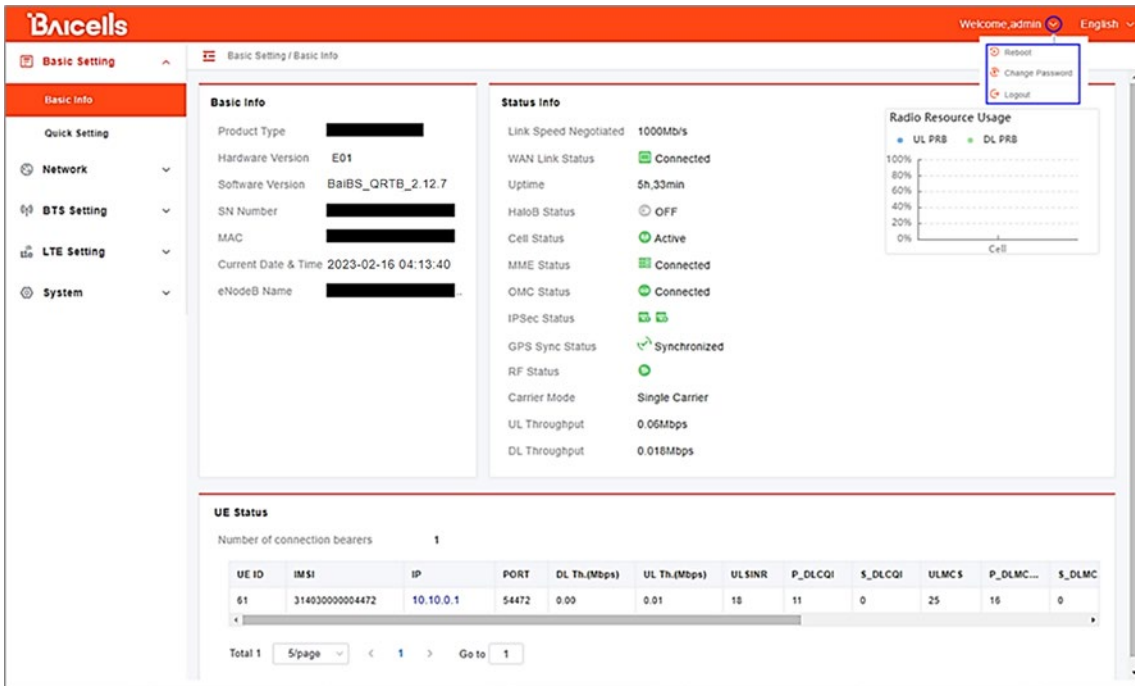 Baicells
Welcome,admin English
Reboot
Change Password
Logout
Basic Setting
Basic Info
Quick Setting
Network
BTS Setting
LTE Setting
System
Basic Setting / Basic Info
Basic Info
Product Type
Hardware Version E01
Software Version BaiBS_QRTB_2.12.7
SN Number
MAC
Current Date & Time 2023-02-16 04:13:40
eNodeB Name ..
Status Info
Link Speed Negotiated 1000Mb/s
WAN Link Status Connected
Uptime 5h,33min
HaloB Status OFF
Cell Status Active
MME Status Connected
OMC Status Connected
IPSec Status
GPS Sync Status Synchronized
RF Status
Carrier Mode Single Carrier
UL Throughput 0.06Mbps
DL Throughput 0.018Mbps
Radio Resource Usage
UL PRB DL PRB
100%
80%
60%
40%
20%
0%
Cell
UE Status
Number of connection bearers 1
UE ID IMSI IP PORT DL Th.(Mbps) UL Th.(Mbps) ULSINR P_DLCQI S_DLCQI ULMCS P_DLMC... S_DLMC
61 314030000004472 10.10.0.1 54472 0.00 0.01 18 11 0 25 16 0
Total 1 5/page < 1 > Go to 1